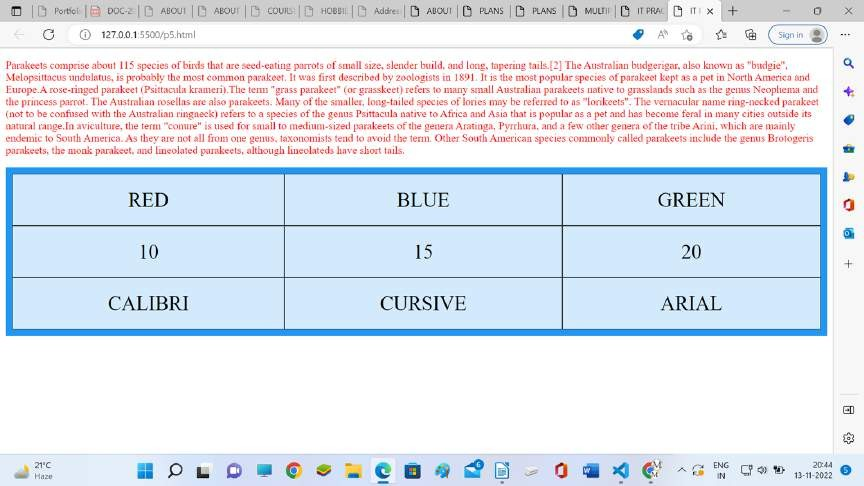 Portfoli
DOC-2
ABOUT
ABOUT
COURS
HOBBI
Addre
ABOUT
PLANS
PLANS
MULTI
IT PRAC
IT
127.0.0.1:5500/p5.html
Sign in
Parakeets comprise about 115 species of birds that are seed-eating parrots of small size, slender build, and long, tapering tails.[2] The Australian budgerigar, also known as "budgie",
Melopsittacus undulatus, is probably the most common parakeet. It was first described by zoologists in 1891. It is the most popular species of parakeet kept as a pet in North America and
Europe.A rose-ringed parakeet (Psittacula krameri).The term "grass parakeet" (or grasskeet) refers to many small Australian parakeets native to grasslands such as the genus Neophema and
the princess parrot. The Australian rosellas are also parakeets. Many of the smaller, long-tailed species of lories may be referred to as "lorikeets". The vernacular name ring-necked parakeet
(not to be confused with the Australian ringneck) refers to a species of the genus Psittacula native to Africa and Asia that is popular as a pet and has become feral in many cities outside its
natural range.In aviculture, the term "conure" is used for small to medium-sized parakeets of the genera Aratinga, Pyrrhura, and a few other genera of the tribe Arini, which are mainly
endemic to South America. As they are not all from one genus, taxonomists tend to avoid the term. Other South American species commonly called parakeets include the genus Brotogeris
parakeets, the monk parakeet, and lineolated parakeets, although lineolateds have short tails.
RED BLUE GREEN
10 15 20
CALIBRI CURSIVE ARIAL
21°C
Haze
ENG
IN
20:44
13-11-2022